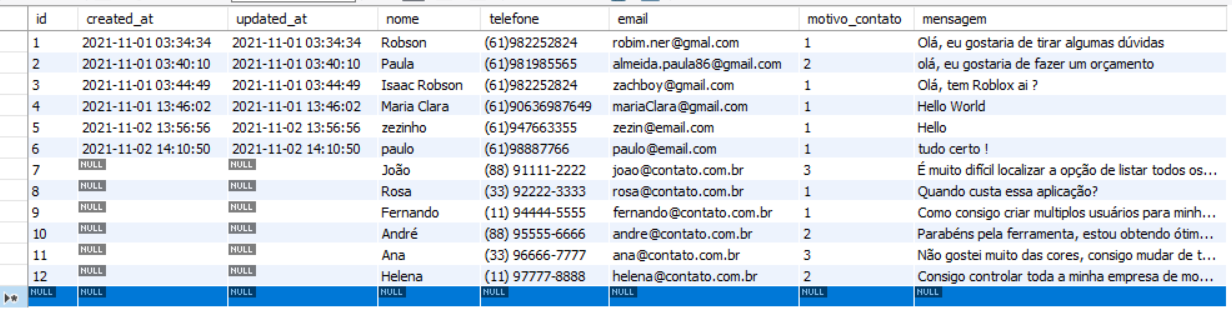 id created_at updated_at nome telefone email motivo_contato mensagem
1 2021-11-01 03:34:34 2021-11-01 03:34:34 Robson (61)982252824 robim.ner@gmal.com 1 Olá, eu gostaria de tirar algumas dúvidas
2 2021-11-01 03:40:10 2021-11-01 03:40:10 Paula (61)981985565 almeida.paula86@gmail.com 2 olá, eu gostaria de fazer um orçamento
3 2021-11-01 03:44:49 2021-11-01 03:44:49 Isaac Robson (61)982252824 zachboy@gmail.com 1 Olá, tem Roblox ai ?
4 2021-11-01 13:46:02 2021-11-01 13:46:02 Maria Clara (61)90636987649 mariaClara@gmail.com 1 Hello World
5 2021-11-02 13:56:56 2021-11-02 13:56:56 zezinho (61)947663355 zezin@email.com 1 Hello
6 2021-11-02 14:10:50 2021-11-02 14:10:50 paulo (61)98887766 paulo@email.com 1 tudo certo !
7 NULL NULL João (88) 91111-2222 joao@contato.com.br 3 É muito difícil localizar a opção de listar todos os...
8 NULL NULL Rosa (33) 92222-3333 rosa@contato.com.br 1 Quando custa essa aplicação?
9 NULL NULL Fernando (11) 94444-5555 fernando@contato.com.br 1 Como consigo criar multiplos usuários para minh...
10 NULL NULL André (88) 95555-6666 andre@contato.com.br 2 Parabéns pela ferramenta, estou obtendo ótim...
11 NULL NULL Ana (33) 96666-7777 ana@contato.com.br 3 Não gostei muito das cores, consigo mudar de t...
12 NULL NULL Helena (11) 97777-8888 helena@contato.com.br 2 Consigo controlar toda a minha empresa de mo...
NULL NULL NULL NULL NULL NULL NULL NULL